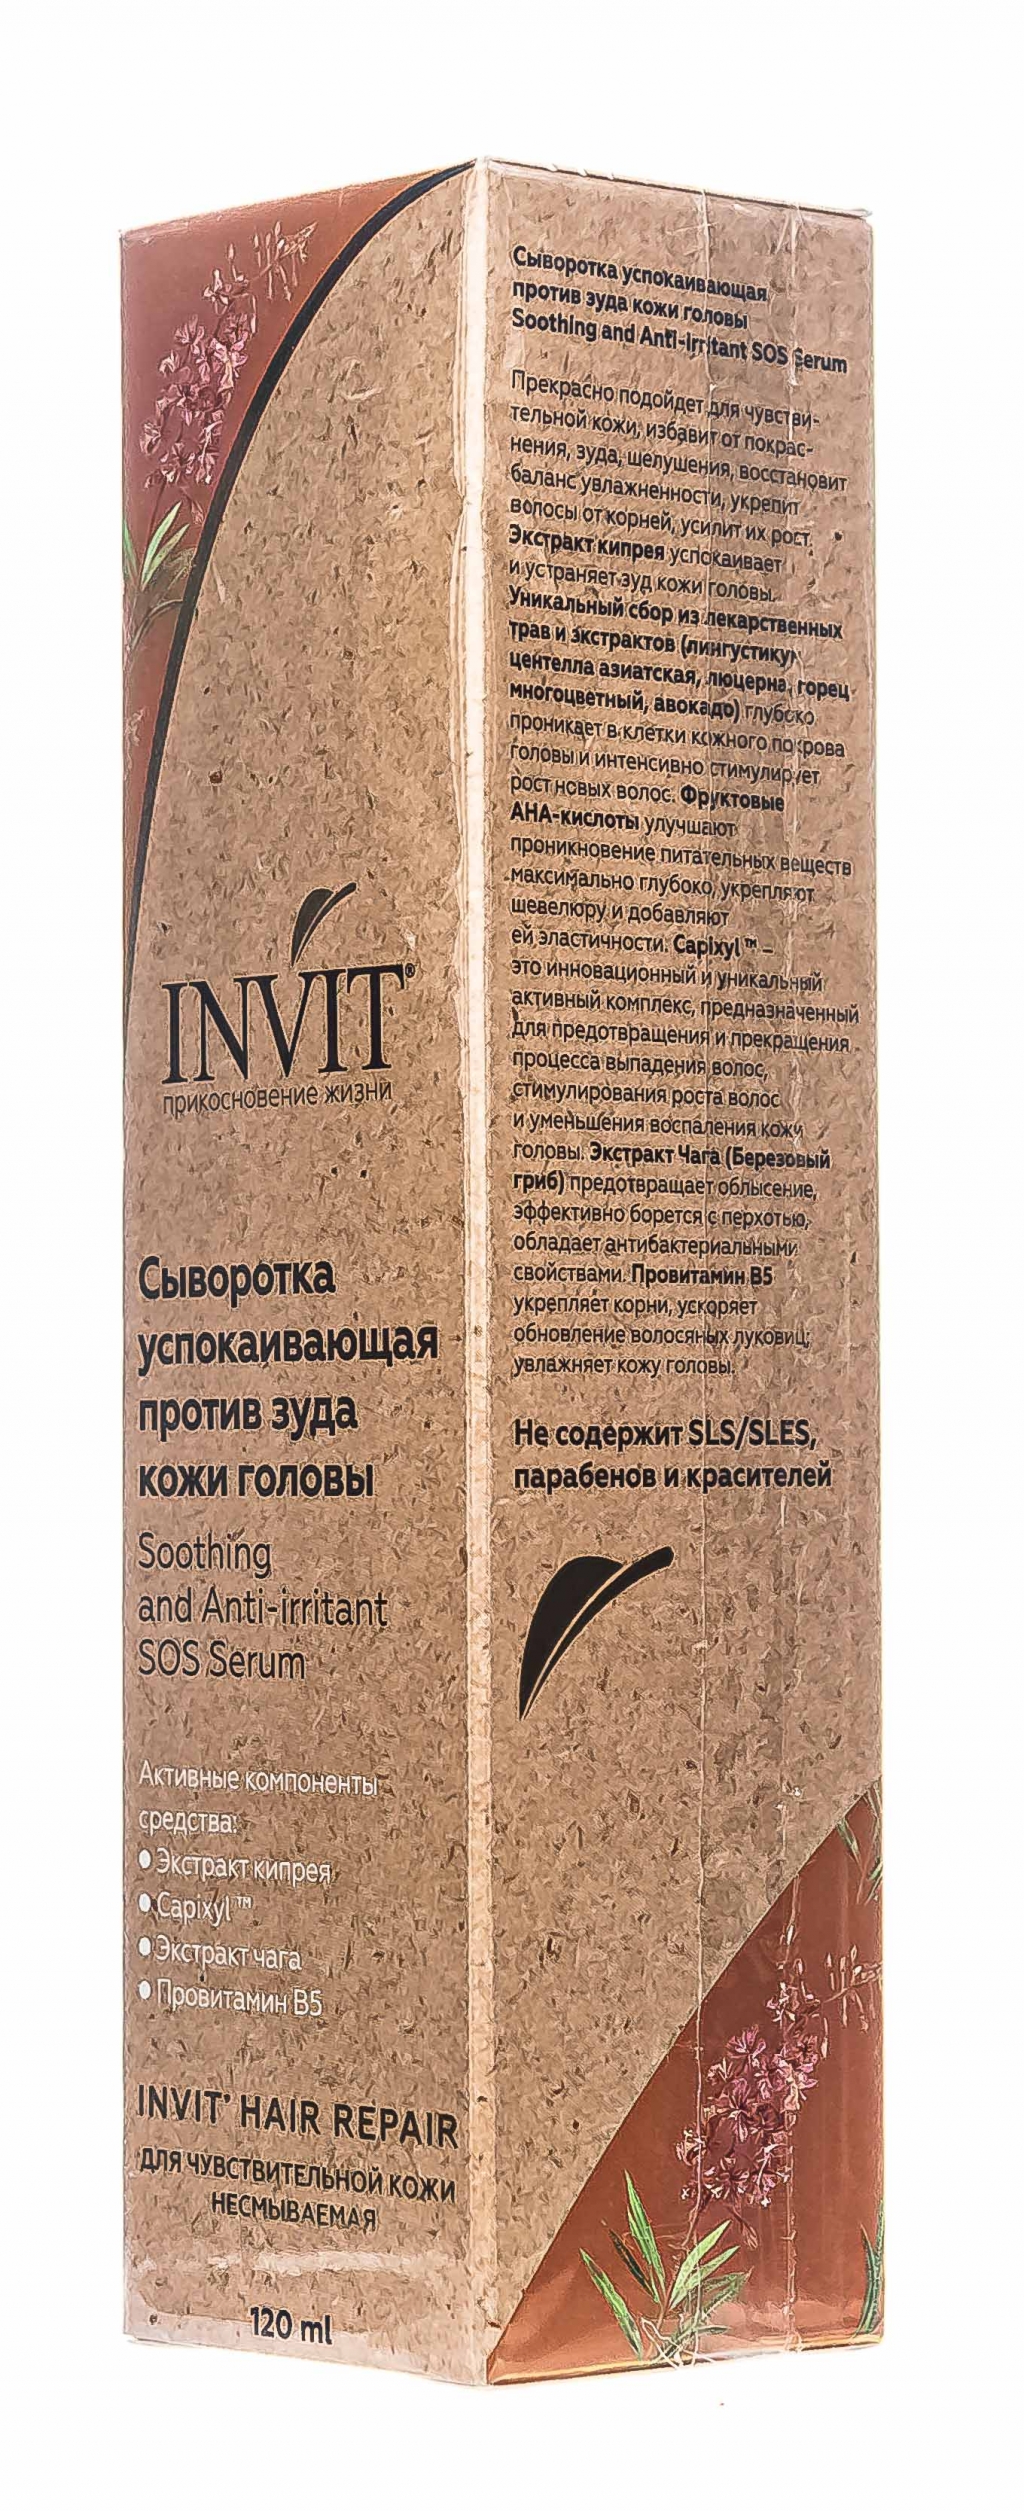 INVIT®
прикосновение жизни
Сыворотка
успокаивающая
против зуда
кожи головы
Soothing
and Anti-irritant
SOS Serum
Активные компоненты
средства:
• Экстракт кипрея
• Capixyl™
• Экстракт чага
• Провитамин В5
INVIT® HAIR REPAIR
ДЛЯ ЧУВСТВИТЕЛЬНОЙ КОЖИ
НЕСМЫВАЕМАЯ
120 ml
Сыворотка успокаивающая
против зуда кожи головы
Soothing and Anti-irritant SOS Serum
Прекрасно подойдет для чувстви-
тельной кожи, избавит от покрас-
нения, зуда, шелушения, восстановит
баланс увлажненности, укрепит
волосы от корней, усилит их рост.
Экстракт кипрея успокаивает
и устраняет зуд кожи головы.
Уникальный сбор из лекарственных
трав и экстрактов (лингустикум,
центелла азиатская, люцерна, горец
многоцветный, авокадо) глубоко
проникает в клетки кожного покрова
головы и интенсивно стимулирует
рост новых волос. Фруктовые
АНА-кислоты улучшают
проникновение питательных веществ
максимально глубоко, укрепляют
шевелюру и добавляют
ей эластичности. Capixyl™ –
это инновационный и уникальный
активный комплекс, предназначенный
для предотвращения и прекращения
процесса выпадения волос,
стимулирования роста волос
и уменьшения воспаления кожи
головы. Экстракт Чага (Березовый
гриб) предотвращает облысение,
эффективно борется с перхотью,
обладает антибактериальными
свойствами. Провитамин В5
укрепляет корни, ускоряет
обновление волосяных луковиц,
увлажняет кожу головы.
Не содержит SLS/SLES,
парабенов и красителей